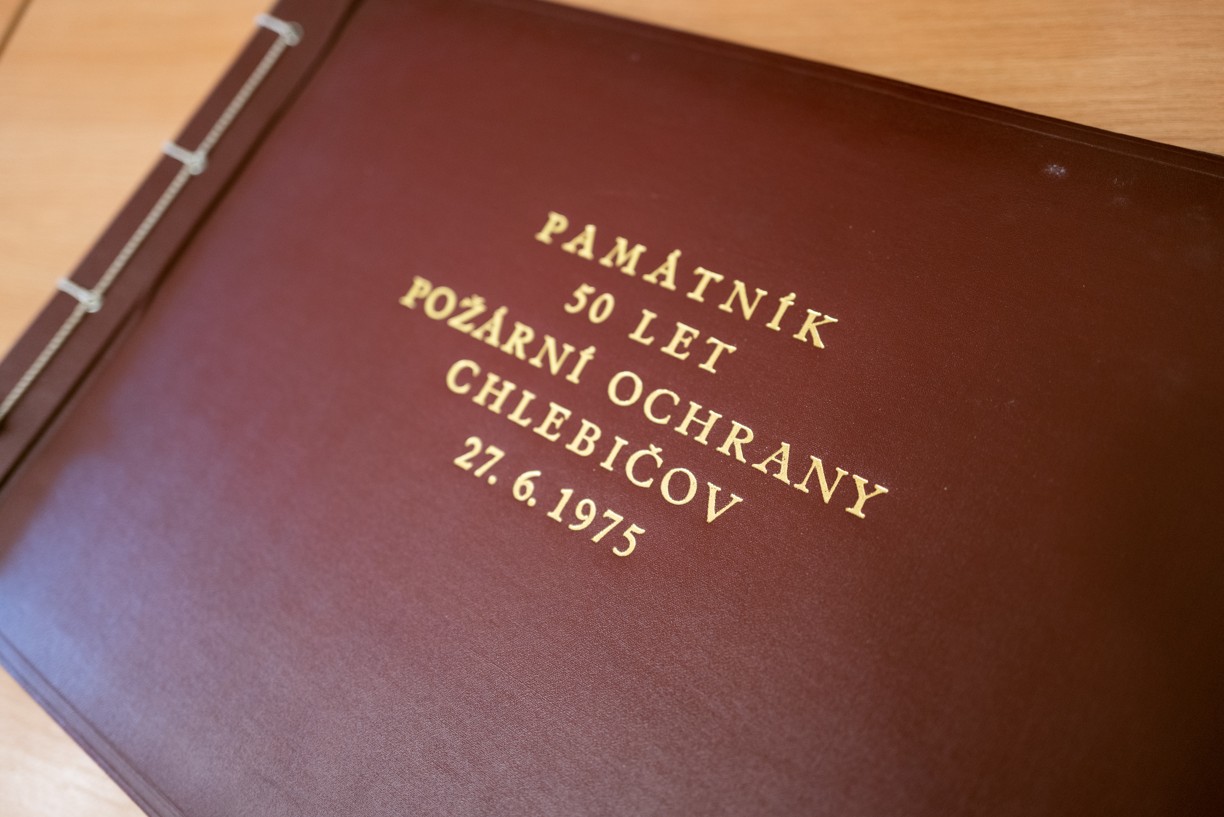 PAMÁTNÍK
50 LET
POŽÁRNÍ OCHRANY
CHLEBIČOV
27. 6. 1975